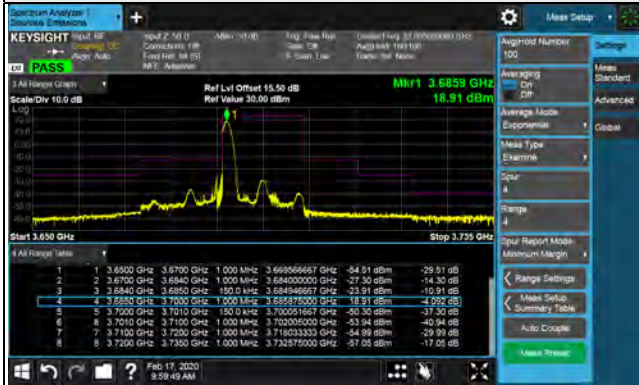 Spectrum Analyzer 1
Spurious Emissions
Meas Setup
KEYSIGHT Input: RF
Coupling: DC
Align: Auto
Input Z: 50 Ω
Corrections: Off
NFE: Adaptive
Trig: Free Run
Gate: Off
PASS
3 All Range Graph
Scale/Div 10.0 dB
Ref Lvl Offset 15.50 dB
Ref Value 30.00 dBm
Mkr1 3.6859 GHz
18.91 dBm
Log
1
Start 3.650 GHz
Stop 3.735 GHz
4 All Range Table
1 1 3.6500 GHz 3.6700 GHz 1.000 MHz 3.669566667 GHz -54.51 dBm -29.51 dB
2 2 3.6700 GHz 3.6840 GHz 1.000 MHz 3.684000000 GHz -27.30 dBm -14.30 dB
3 3 3.6840 GHz 3.6850 GHz 150.0 kHz 3.684946667 GHz -23.91 dBm -10.91 dB
4 4 3.6850 GHz 3.7000 GHz 1.000 MHz 3.685875000 GHz 18.91 dBm -4.092 dB
5 5 3.7000 GHz 3.7010 GHz 150.0 kHz 3.700051667 GHz -50.30 dBm -37.30 dB
6 6 3.7010 GHz 3.7100 GHz 1.000 MHz 3.702005000 GHz -53.94 dBm -40.94 dB
7 7 3.7100 GHz 3.7200 GHz 1.000 MHz 3.718033333 GHz -54.99 dBm -29.99 dB
8 8 3.7200 GHz 3.7350 GHz 1.000 MHz 3.732575000 GHz -57.05 dBm -17.05 dB
Feb 17, 2020
9:59:49 AM
Avg|Hold Number
100
Averaging
On
Off
Average Mode
Exponential
Meas Type
Examine
Spur
4
Range
4
Spur Report Mode
Minimum Margin
Range Settings
Meas Setup
Summary Table
Auto Couple
Meas Preset
Settings
Meas
Standard
Advanced
Global